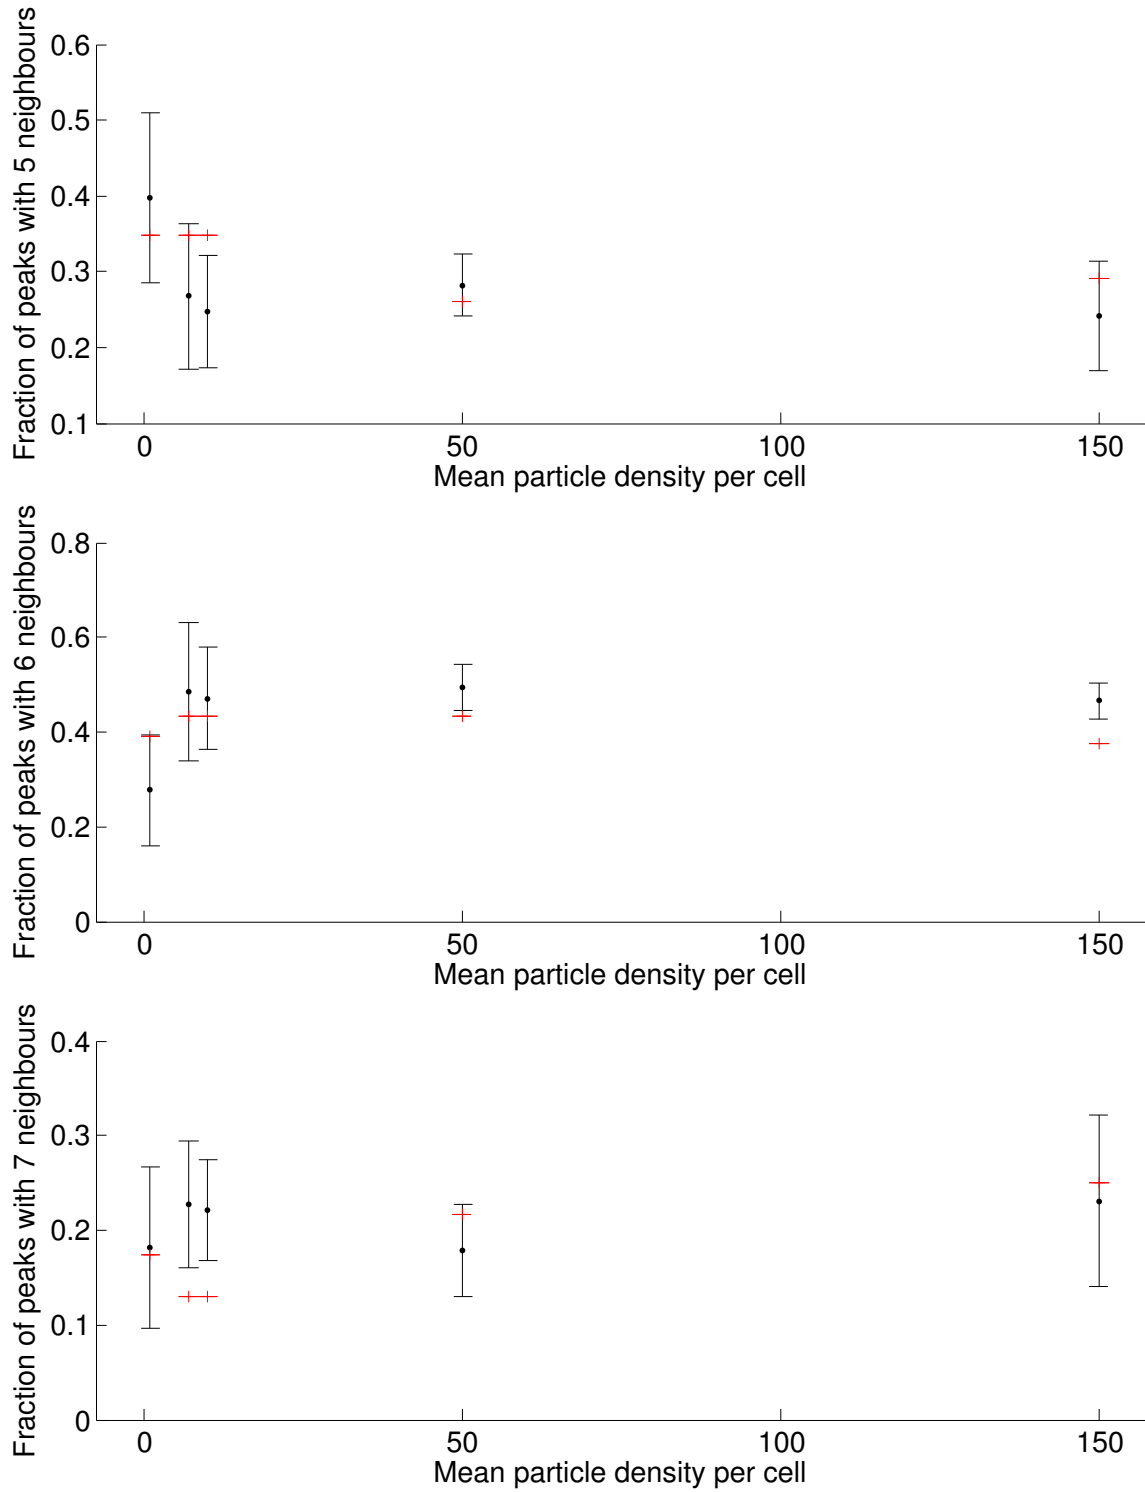 Fraction of peaks with 5 neighbours
0.6
0.5
0.4
0.3
0.2
0.1
0 50 100 150
Mean particle density per cell
Fraction of peaks with 6 neighbours
0.8
0.6
0.4
0.2
0
0 50 100 150
Mean particle density per cell
Fraction of peaks with 7 neighbours
0.4
0.3
0.2
0.1
0
0 50 100 150
Mean particle density per cell